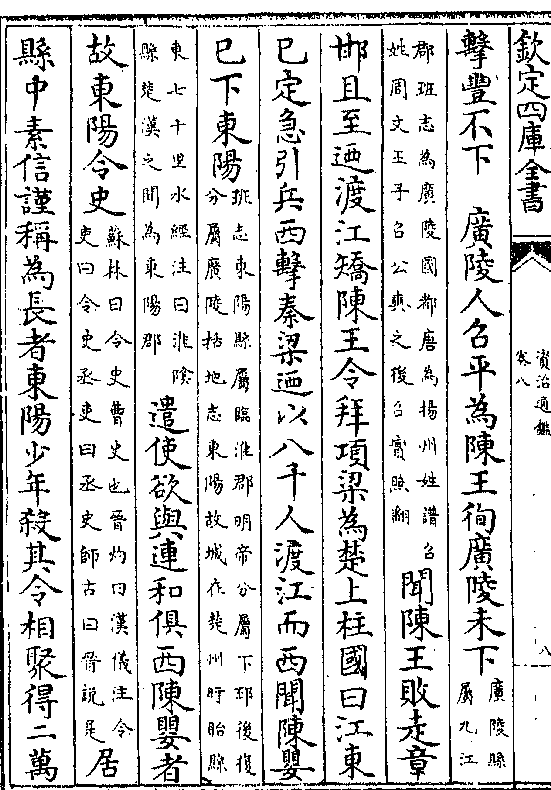 欽定四庫全書
資治通鑑
卷八
八
擊豐不下　廣陵人召平為陳王徇廣陵未下廣陵縣屬九江
郡班志為廣陵國都唐為揚州姓譜召姓周文王子召公奭之後召寔照翻聞陳王敗走章
邯且至迺渡江矯陳王令拜項梁為楚上柱國曰江東
已定急引兵西擊秦梁迺以八千人渡江而西聞陳嬰
已下東陽班志東陽縣屬臨淮郡明帝分屬下邳後復分屬廣陵括地志東陽故城在楚州盱眙縣
東七十里水經注曰淮陰縣楚漢之間為東陽郡遣使欲與連和俱西陳嬰者
故東陽令史蘇林曰令史曹史也晉灼曰漢儀注令吏曰令吏丞吏曰丞史師古曰晉說是居
縣中素信謹稱為長者東陽少年殺其令相聚得二萬